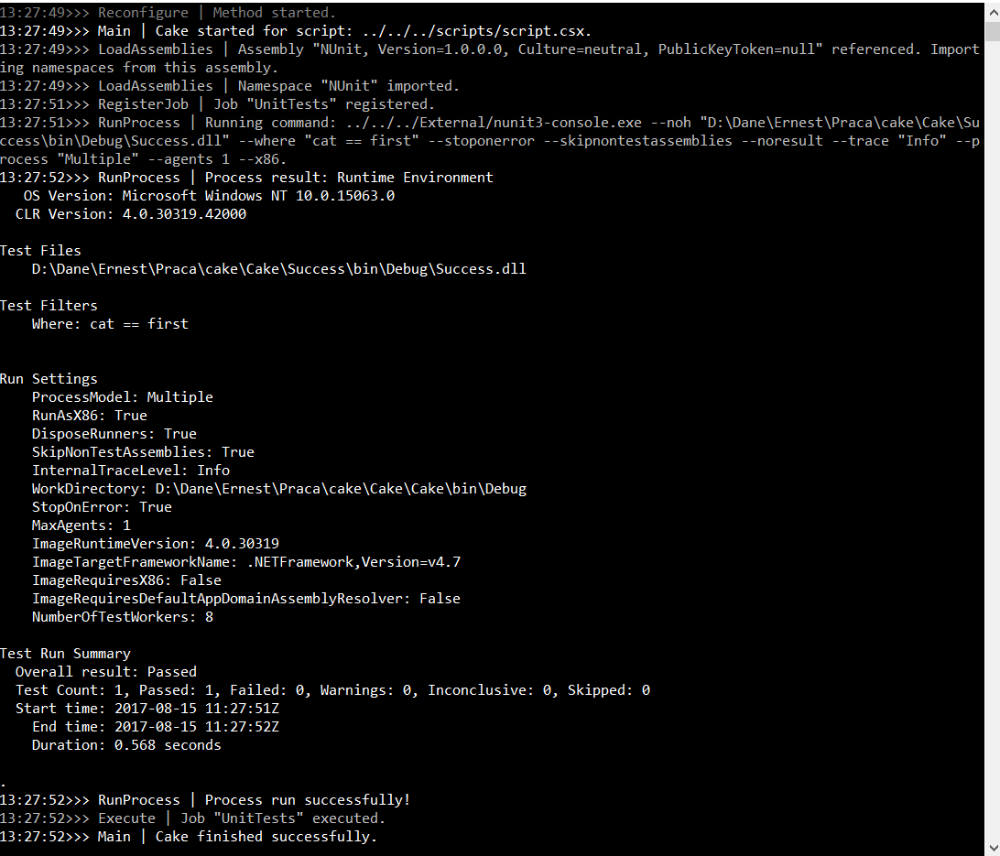 13:27:49>>> Reconfigure | Method started.
13:27:49>>> Main | Cake started for script: ../../../scripts/script.csx.
13:27:49>>> LoadAssemblies | Assembly "NUnit, Version=1.0.0.0, Culture=neutral, PublicKeyToken=null" referenced. Import
ing namespaces from this assembly.
13:27:49>>> LoadAssemblies | Namespace "NUnit" imported.
13:27:51>>> RegisterJob | Job "UnitTests" registered.
13:27:51>>> RunProcess | Running command: ../../../External/nunit3-console.exe --noh "D:\Dane\Ernest\Praca\cake\Cake\Su
ccess\bin\Debug\Success.dll" --where "cat == first" --stoponerror --skipnontestassemblies --noresult --trace "Info" --p
rocess "Multiple" --agents 1 --x86.
13:27:52>>> RunProcess | Process result: Runtime Environment
   OS Version: Microsoft Windows NT 10.0.15063.0
  CLR Version: 4.0.30319.42000

Test Files
    D:\Dane\Ernest\Praca\cake\Cake\Success\bin\Debug\Success.dll

Test Filters
    Where: cat == first


Run Settings
    ProcessModel: Multiple
    RunAsX86: True
    DisposeRunners: True
    SkipNonTestAssemblies: True
    InternalTraceLevel: Info
    WorkDirectory: D:\Dane\Ernest\Praca\cake\Cake\Cake\bin\Debug
    StopOnError: True
    MaxAgents: 1
    ImageRuntimeVersion: 4.0.30319
    ImageTargetFrameworkName: .NETFramework,Version=v4.7
    ImageRequiresX86: False
    ImageRequiresDefaultAppDomainAssemblyResolver: False
    NumberOfTestWorkers: 8

Test Run Summary
  Overall result: Passed
  Test Count: 1, Passed: 1, Failed: 0, Warnings: 0, Inconclusive: 0, Skipped: 0
  Start time: 2017-08-15 11:27:51Z
    End time: 2017-08-15 11:27:52Z
    Duration: 0.568 seconds

.
13:27:52>>> RunProcess | Process run successfully!
13:27:52>>> Execute | Job "UnitTests" executed.
13:27:52>>> Main | Cake finished successfully.